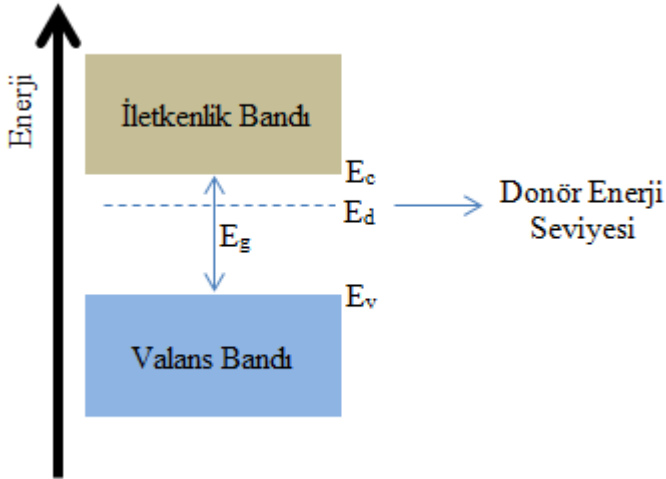 Enerji
İletkenlik Bandı
Ec
Ed
Donör Enerji
Seviyesi
Eg
Ev
Valans Bandı